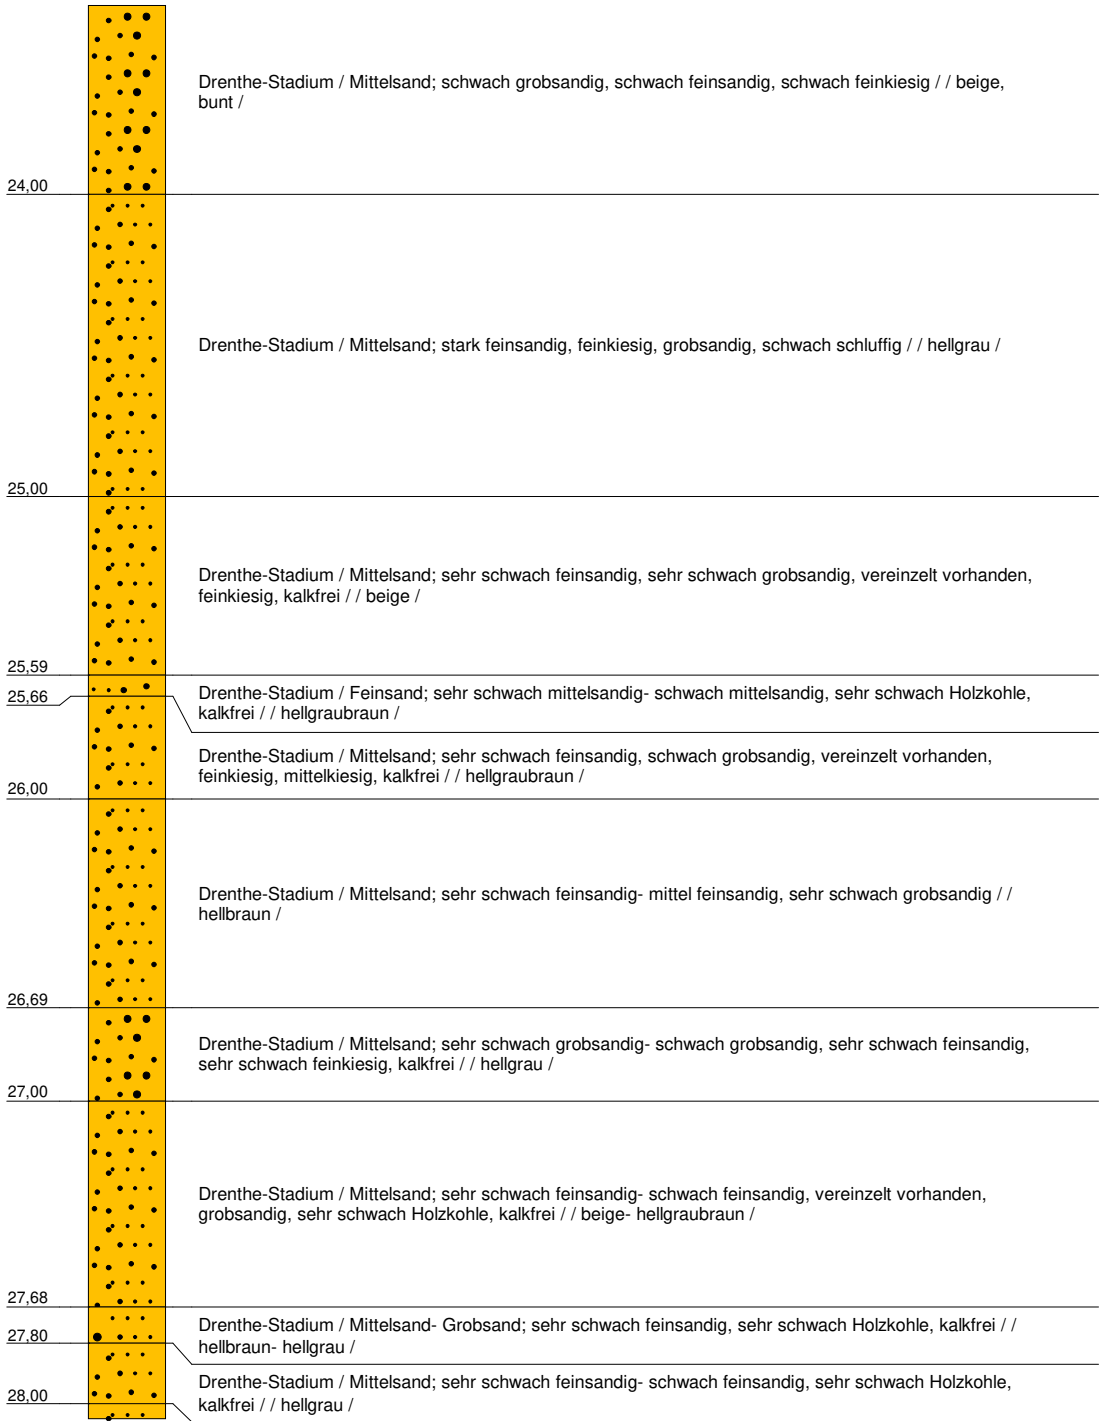 Drenthe-Stadium / Mittelsand; schwach grobsandig, schwach feinsandig, schwach feinkiesig / / beige,
bunt /
24,00
Drenthe-Stadium / Mittelsand; stark feinsandig, feinkiesig, grobsandig, schwach schluffig / / hellgrau /
25,00
Drenthe-Stadium / Mittelsand; sehr schwach feinsandig, sehr schwach grobsandig, vereinzelt vorhanden,
feinkiesig, kalkfrei / / beige /
25,59
Drenthe-Stadium / Feinsand; sehr schwach mittelsandig- schwach mittelsandig, sehr schwach Holzkohle,
kalkfrei / / hellgraubraun /
25,66
Drenthe-Stadium / Mittelsand; sehr schwach feinsandig, schwach grobsandig, vereinzelt vorhanden,
feinkiesig, mittelkiesig, kalkfrei / / hellgraubraun /
26,00
Drenthe-Stadium / Mittelsand; sehr schwach feinsandig- mittel feinsandig, sehr schwach grobsandig / /
hellbraun /
26,69
Drenthe-Stadium / Mittelsand; sehr schwach grobsandig- schwach grobsandig, sehr schwach feinsandig,
sehr schwach feinkiesig, kalkfrei / / hellgrau /
27,00
Drenthe-Stadium / Mittelsand; sehr schwach feinsandig- schwach feinsandig, vereinzelt vorhanden,
grobsandig, sehr schwach Holzkohle, kalkfrei / / beige- hellgraubraun /
27,68
Drenthe-Stadium / Mittelsand- Grobsand; sehr schwach feinsandig, sehr schwach Holzkohle, kalkfrei / /
hellbraun- hellgrau /
27,80
Drenthe-Stadium / Mittelsand; sehr schwach feinsandig- schwach feinsandig, sehr schwach Holzkohle,
kalkfrei / / hellgrau /
28,00